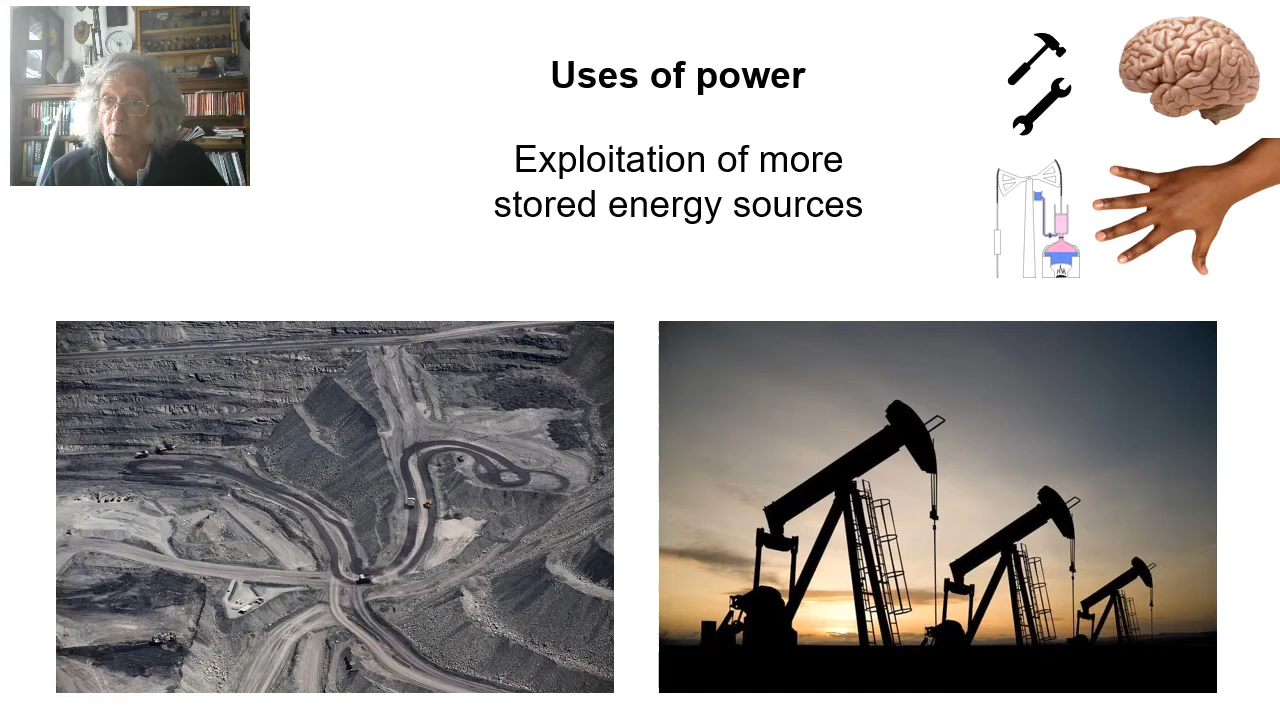 Uses of power
Exploitation of more
stored energy sources